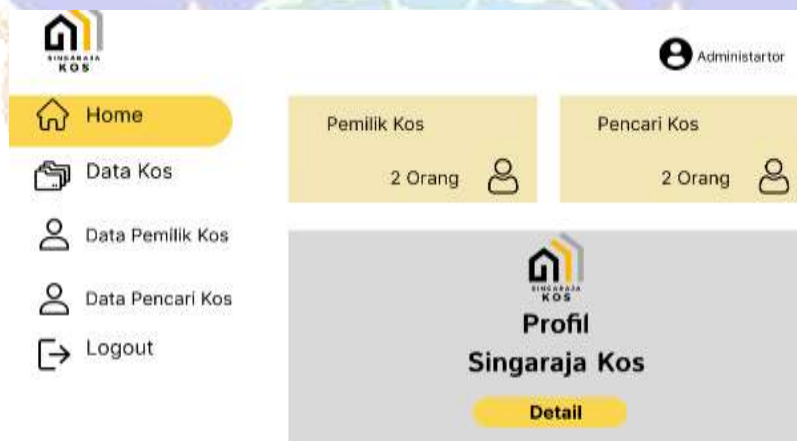 SINGARAJA
KOS
Administartor
Home
Data Kos
Data Pemilik Kos
Data Pencari Kos
Logout
Pemilik Kos
2 Orang
Pencari Kos
2 Orang
SINGARAJA
KOS
Profil
Singaraja Kos
Detail